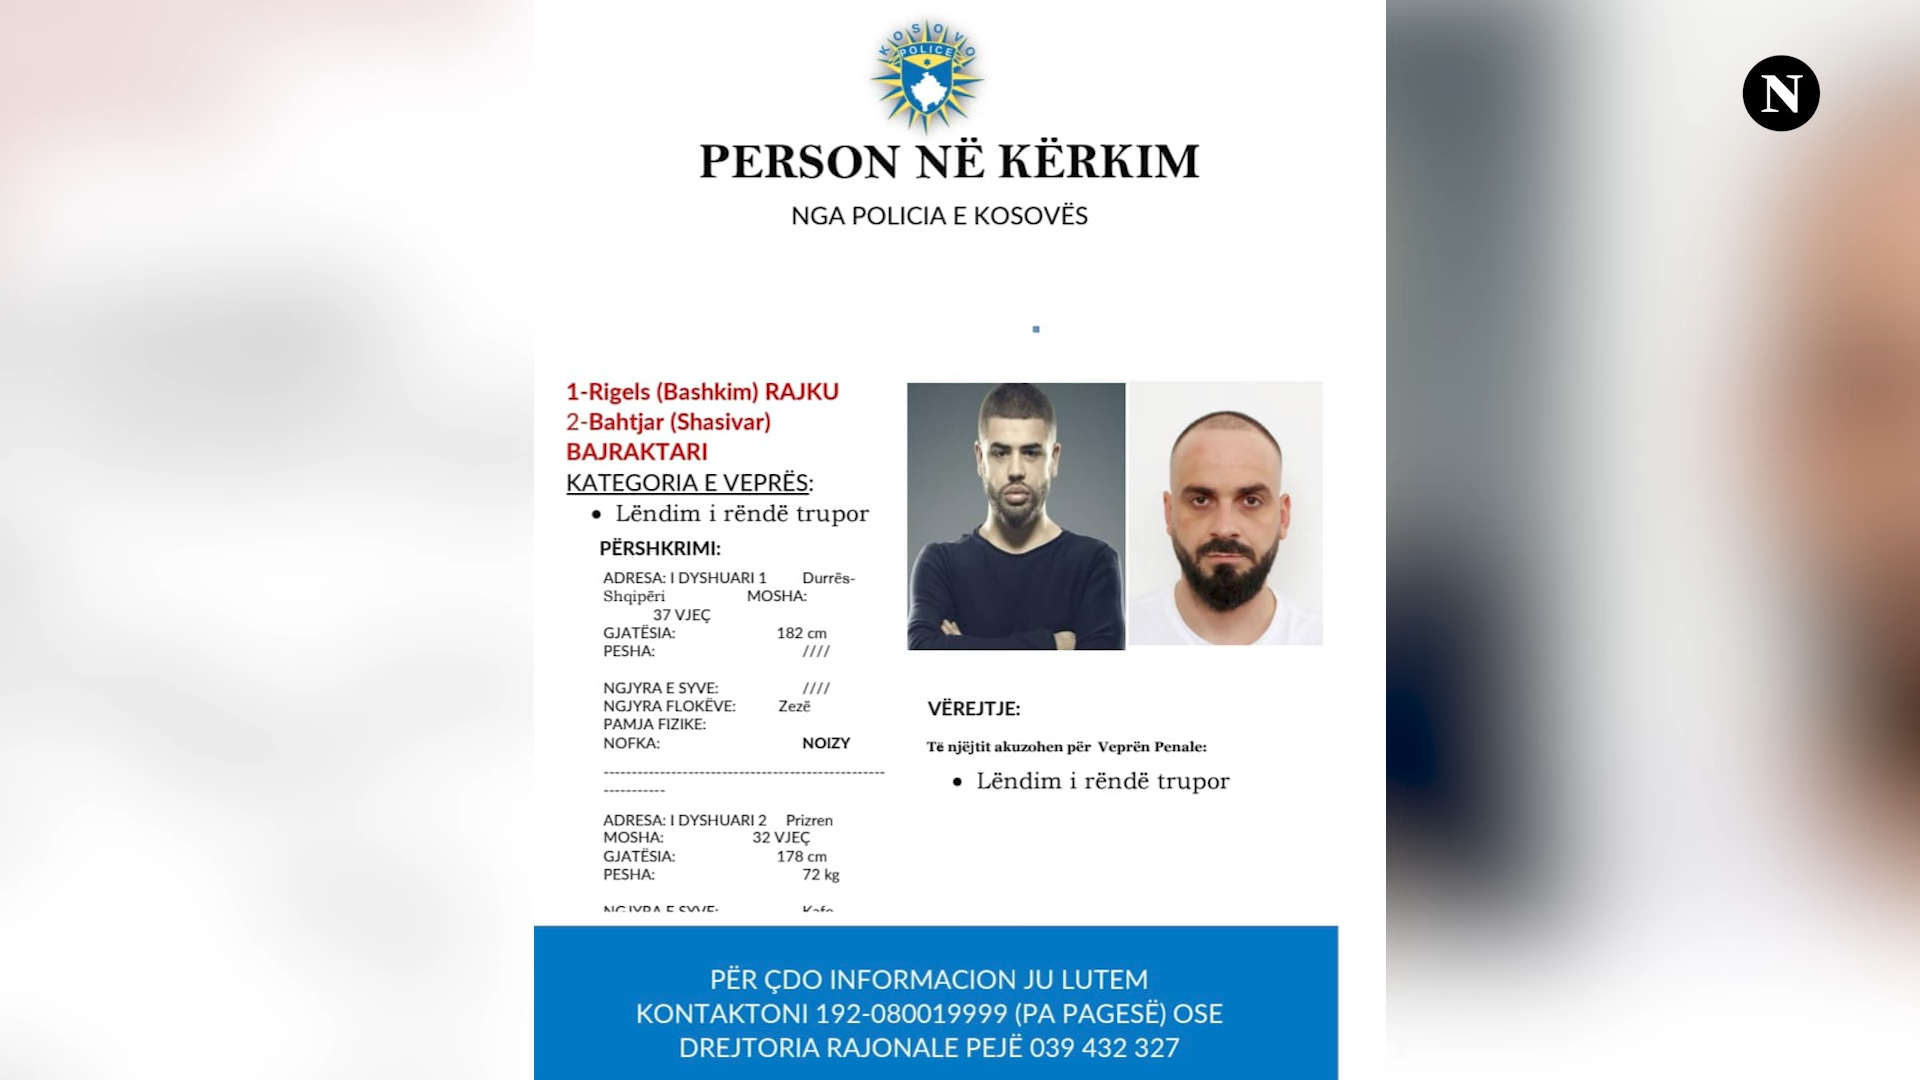 KOSOVO
POLICE
N
PERSON NË KËRKIM
NGA POLICIA E KOSOVËS
1-Rigels (Bashkim) RAJKU
2-Bahtjar (Shasivar)
BAJRAKTARI
KATEGORIA E VEPRËS:
• Lëndim i rëndë trupor
PËRSHKRIMI:
ADRESA: I DYSHUARI 1 Durrës-
Shqipëri MOSHA:
37 VJEÇ
GJATËSIA: 182 cm
PESHA: ////
NGJYRA E SYVE: ////
NGJYRA FLOKËVE: Zezë
PAMJA FIZIKE:
NOFKA: NOIZY
--------------------------------------------------
-----------
ADRESA: I DYSHUARI 2 Prizren
MOSHA: 32 VJEÇ
GJATËSIA: 178 cm
PESHA: 72 kg
NGJYRA E SYVE: Kafe
VËREJTJE:
Të njëjtit akuzohen për Veprën Penale:
• Lëndim i rëndë trupor
PËR ÇDO INFORMACION JU LUTEM
KONTAKTONI 192-080019999 (PA PAGESË) OSE
DREJTORIA RAJONALE PEJË 039 432 327